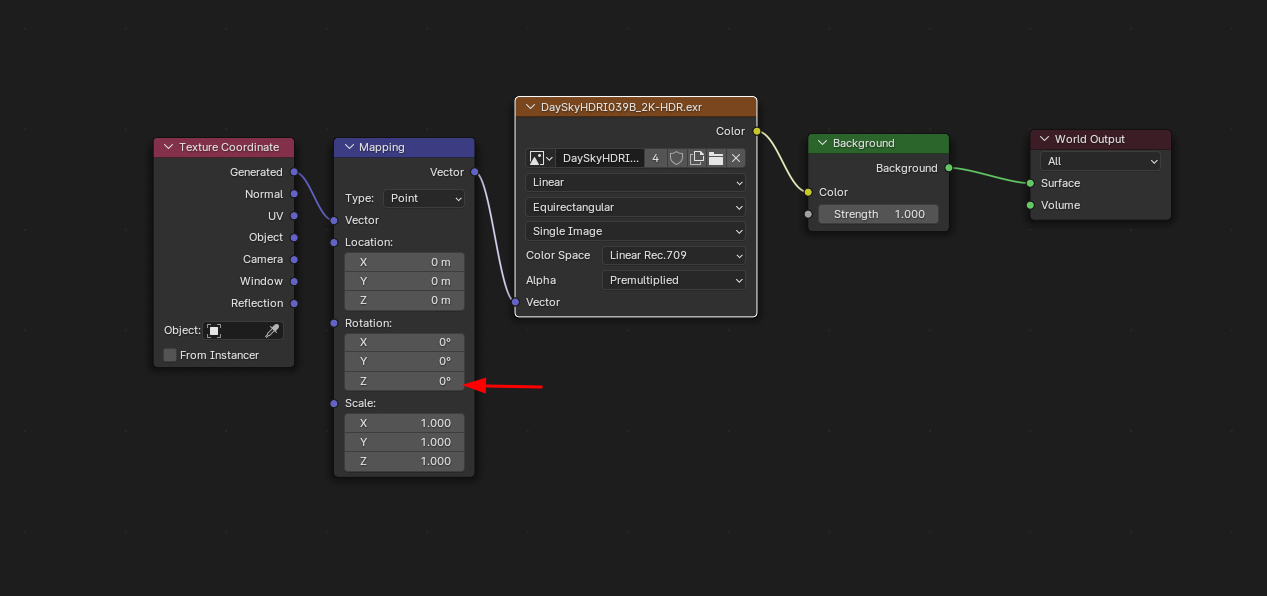 Texture Coordinate
Generated
Normal
UV
Object
Camera
Window
Reflection
Object:
From Instancer
Mapping
Vector
Type: Point
Vector
Location:
X 0 m
Y 0 m
Z 0 m
Rotation:
X 0°
Y 0°
Z 0°
Scale:
X 1.000
Y 1.000
Z 1.000
DaySkyHDRI039B_2K-HDR.exr
Color
DaySkyHDRI... 4
Linear
Equirectangular
Single Image
Color Space Linear Rec.709
Alpha Premultiplied
Vector
Background
Background
Color
Strength 1.000
World Output
All
Surface
Volume